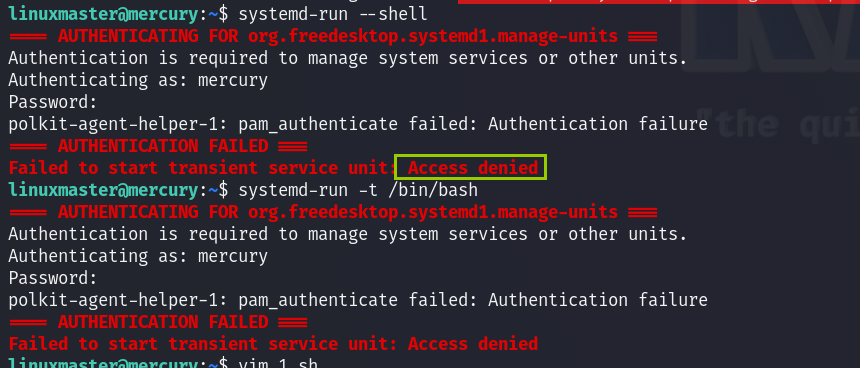 linuxmaster@mercury:~$ systemd-run --shell
==== AUTHENTICATING FOR org.freedesktop.systemd1.manage-units ===
Authentication is required to manage system services or other units.
Authenticating as: mercury
Password:
polkit-agent-helper-1: pam_authenticate failed: Authentication failure
==== AUTHENTICATION FAILED ===
Failed to start transient service unit: Access denied
linuxmaster@mercury:~$ systemd-run -t /bin/bash
==== AUTHENTICATING FOR org.freedesktop.systemd1.manage-units ===
Authentication is required to manage system services or other units.
Authenticating as: mercury
Password:
polkit-agent-helper-1: pam_authenticate failed: Authentication failure
==== AUTHENTICATION FAILED ===
Failed to start transient service unit: Access denied
linuxmaster@mercury:~$ vim 1.sh
"the qui